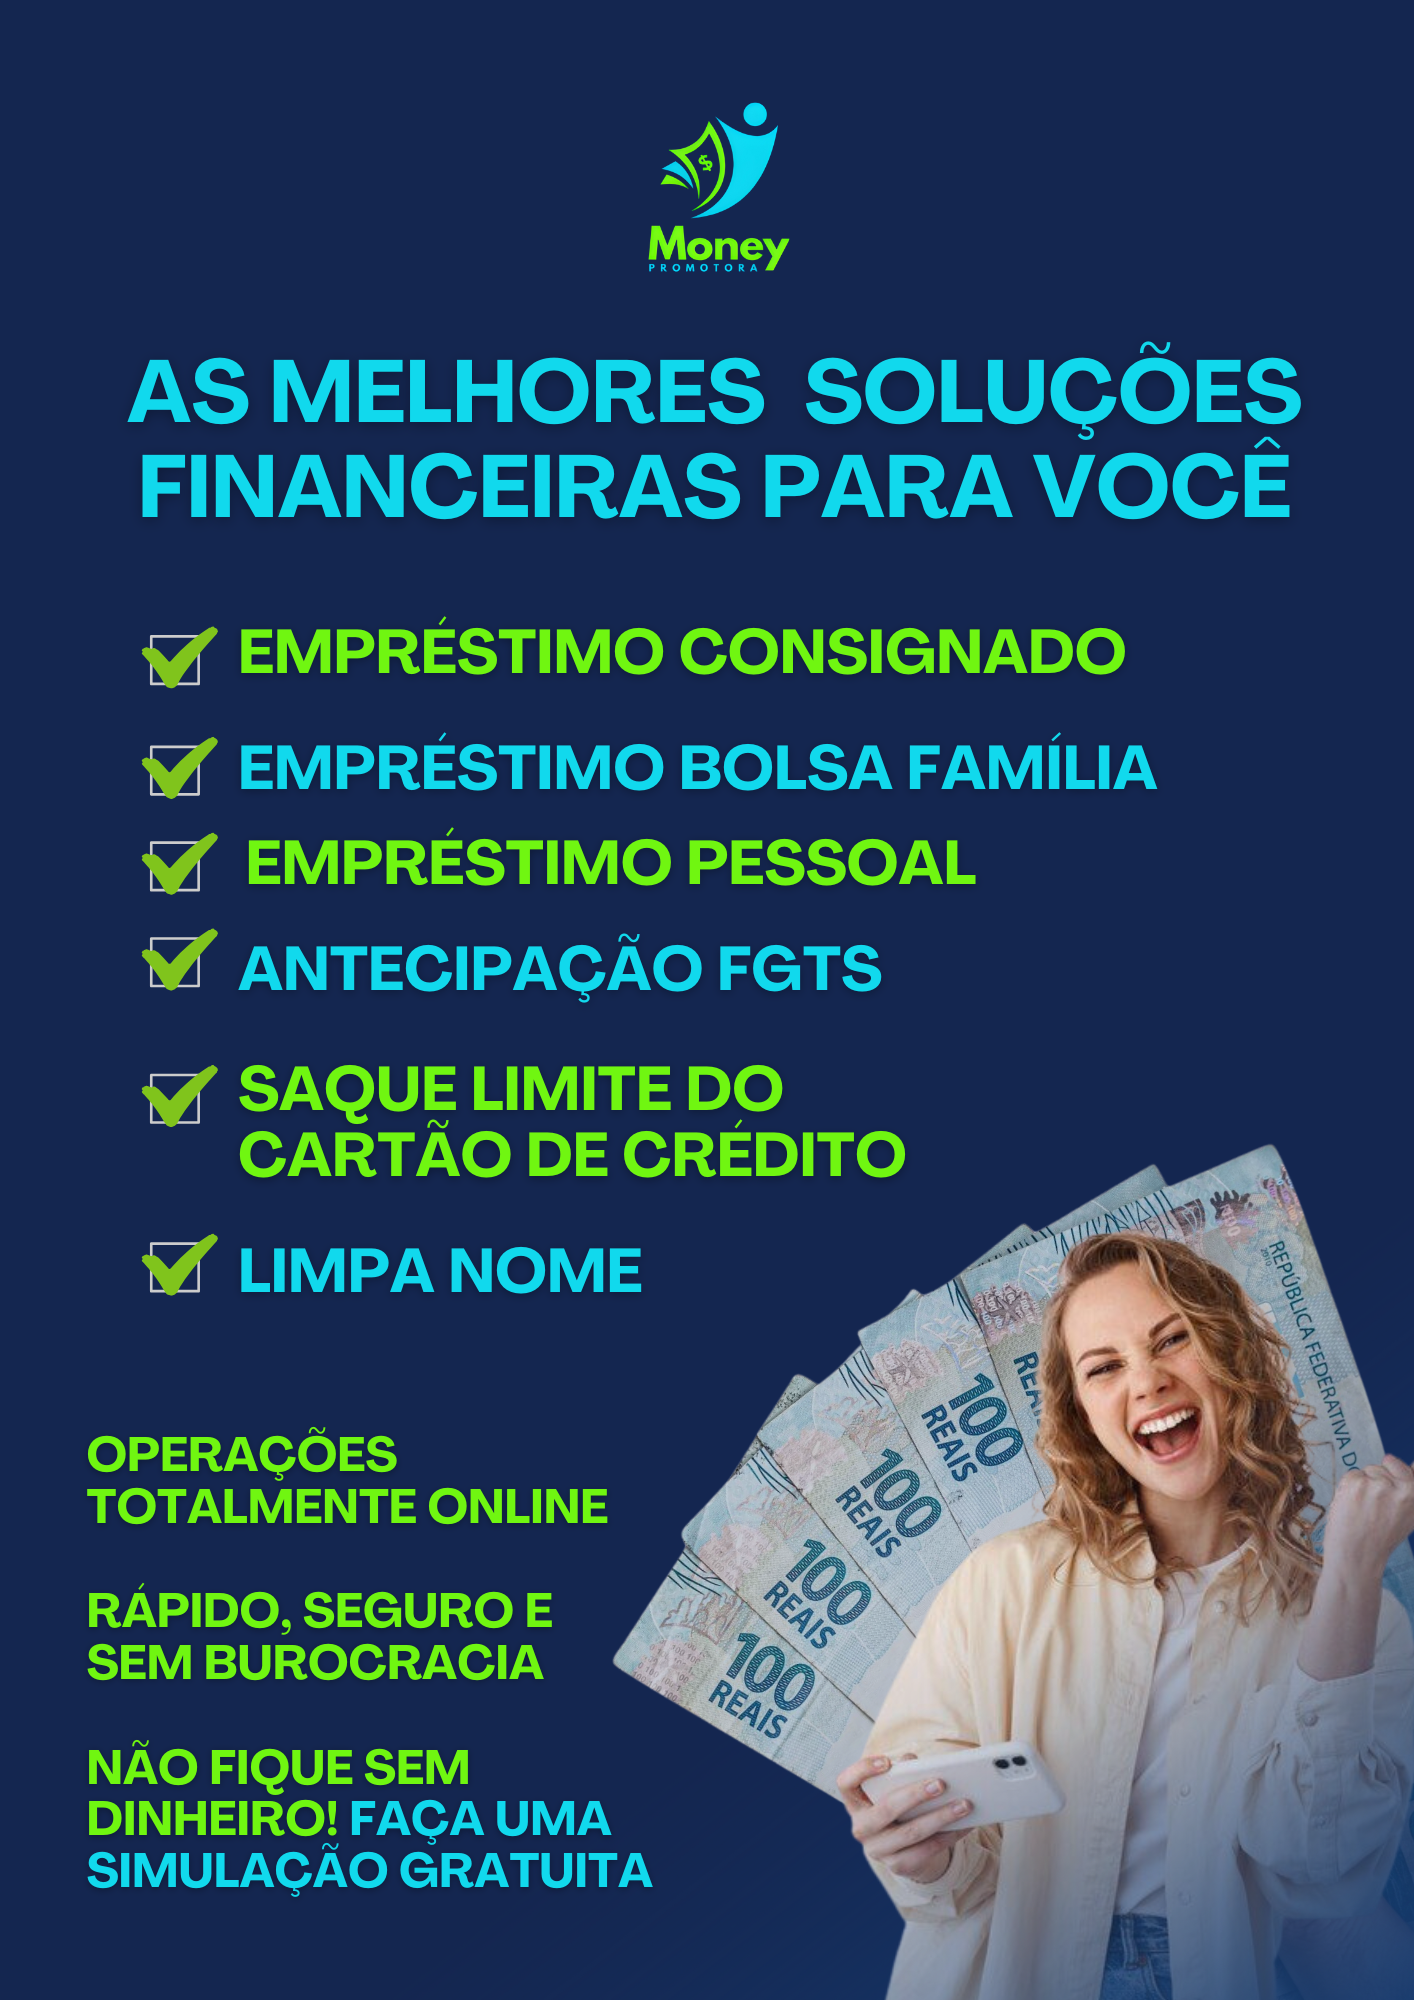 Money
PROMOTORA
AS MELHORES SOLUÇÕES
FINANCEIRAS PARA VOCÊ
EMPRÉSTIMO CONSIGNADO
EMPRÉSTIMO BOLSA FAMÍLIA
EMPRÉSTIMO PESSOAL
ANTECIPAÇÃO FGTS
SAQUE LIMITE DO
CARTÃO DE CRÉDITO
LIMPA NOME
OPERAÇÕES
TOTALMENTE ONLINE
RÁPIDO, SEGURO E
SEM BUROCRACIA
NÃO FIQUE SEM
DINHEIRO! FAÇA UMA
SIMULAÇÃO GRATUITA
REPÚBLICA FEDERATIVA DO
2010
100
REAIS
100
REAIS
100
REAIS
100
REAIS